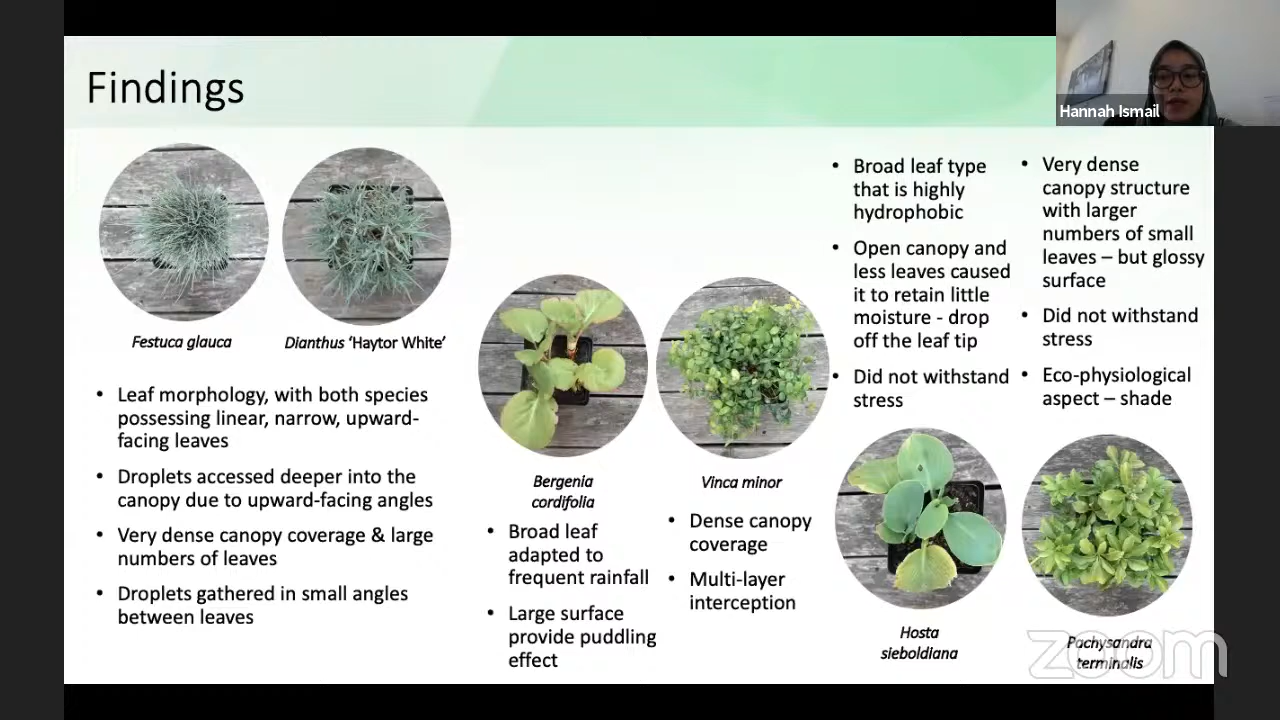 Findings
Hannah Ismail
Festuca glauca
Dianthus ‘Haytor White’
• Leaf morphology, with both species
possessing linear, narrow, upward-
facing leaves
• Droplets accessed deeper into the
canopy due to upward-facing angles
• Very dense canopy coverage & large
numbers of leaves
• Droplets gathered in small angles
between leaves
Bergenia
cordifolia
• Broad leaf
adapted to
frequent rainfall
• Large surface
provide puddling
effect
Vinca minor
• Dense canopy
coverage
• Multi-layer
interception
• Broad leaf type
that is highly
hydrophobic
• Open canopy and
less leaves caused
it to retain little
moisture - drop
off the leaf tip
• Did not withstand
stress
Hosta
sieboldiana
• Very dense
canopy structure
with larger
numbers of small
leaves – but glossy
surface
• Did not withstand
stress
• Eco-physiological
aspect – shade
Pachysandra
terminalis
zoom